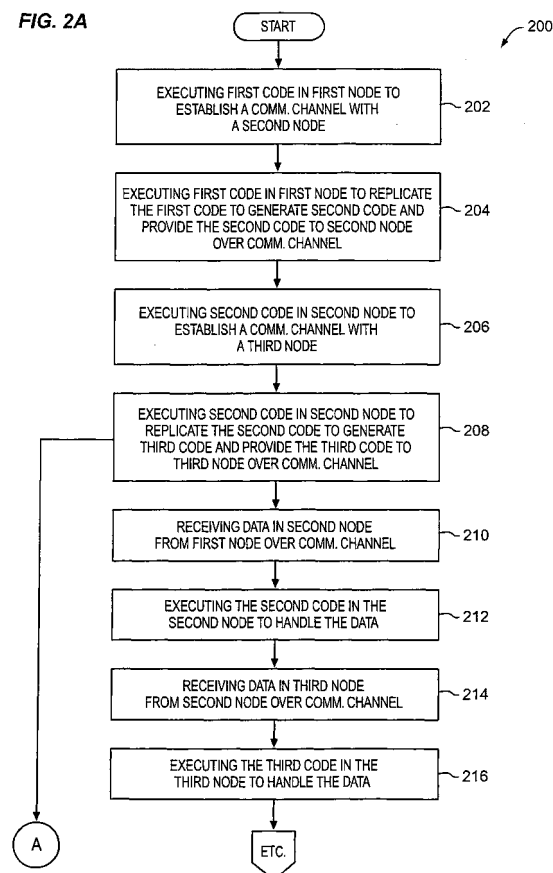 FIG. 2A
START
200
EXECUTING FIRST CODE IN FIRST NODE TO
ESTABLISH A COMM. CHANNEL WITH
A SECOND NODE
202
EXECUTING FIRST CODE IN FIRST NODE TO REPLICATE
THE FIRST CODE TO GENERATE SECOND CODE AND
PROVIDE THE SECOND CODE TO SECOND NODE
OVER COMM. CHANNEL
204
EXECUTING SECOND CODE IN SECOND NODE TO
ESTABLISH A COMM. CHANNEL WITH
A THIRD NODE
206
EXECUTING SECOND CODE IN SECOND NODE TO
REPLICATE THE SECOND CODE TO GENERATE
THIRD CODE AND PROVIDE THE THIRD CODE TO
THIRD NODE OVER COMM. CHANNEL
208
RECEIVING DATA IN SECOND NODE
FROM FIRST NODE OVER COMM. CHANNEL
210
EXECUTING THE SECOND CODE IN THE
SECOND NODE TO HANDLE THE DATA
212
RECEIVING DATA IN THIRD NODE
FROM SECOND NODE OVER COMM. CHANNEL
214
EXECUTING THE THIRD CODE IN THE
THIRD NODE TO HANDLE THE DATA
216
A
ETC.